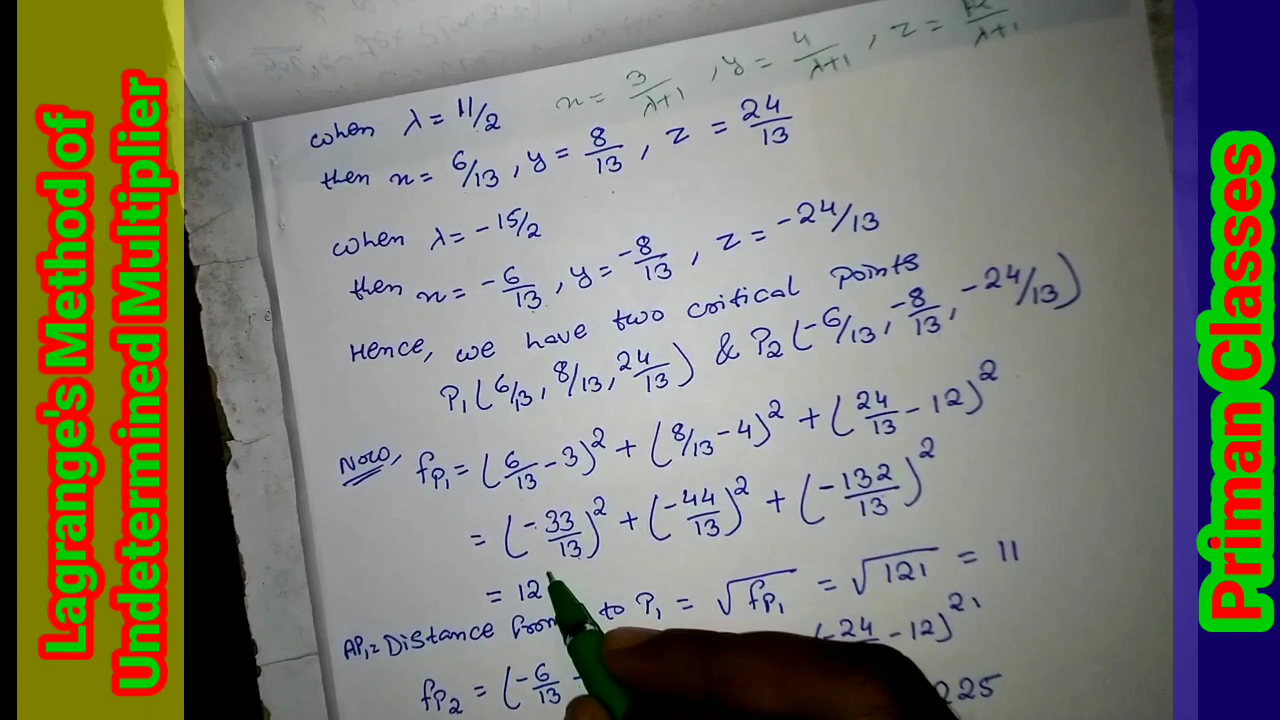 Lagrange's Method of
Undetermined Multiplier
x = 3/λ+1 , y = 4/λ+1 , z = /λ+1
when λ = 11/2
then x = 6/13 , y = 8/13 , z = 24/13
when λ = -15/2
then x = -6/13 , y = -8/13 , z = -24/13
Hence, we have two critical points
P₁(6/13, 8/13, 24/13) & P₂(-6/13, -8/13, -24/13)
Now, fP₁ = (6/13 - 3)² + (8/13 - 4)² + (24/13 - 12)²
= (-33/13)² + (-44/13)² + (-132/13)²
= 12
AP₁ = Distance from to P₁ = √fP₁ = √121 = 11
fP₂ = (-6/13 - (-24 - 12)²
225
Priman Classes